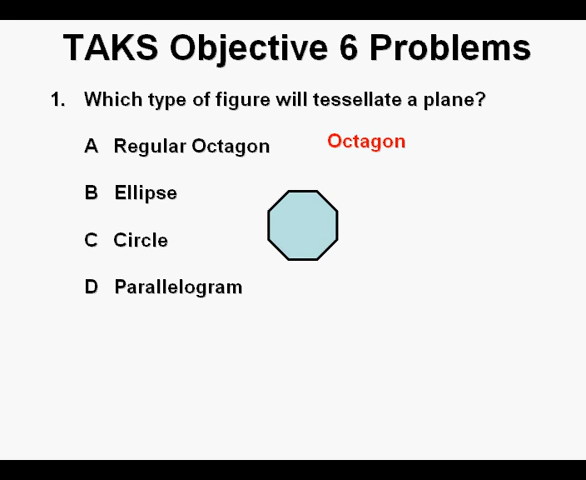 TAKS Objective 6 Problems
1. Which type of figure will tessellate a plane?
A Regular Octagon
Octagon
B Ellipse
C Circle
D Parallelogram